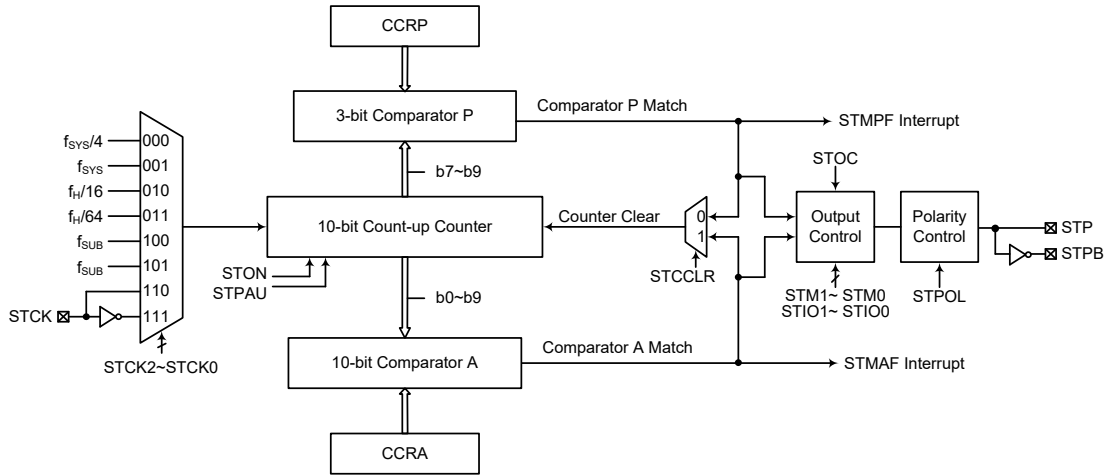 CCRP
3-bit Comparator P
Comparator P Match
STMPF Interrupt
fSYS/4
000
fSYS
001
fH/16
010
fH/64
011
fSUB
100
fSUB
101
110
STCK
111
STCK2~STCK0
b7~b9
10-bit Count-up Counter
STON
STPAU
b0~b9
Counter Clear
0
1
STCCLR
STOC
Output
Control
STM1~ STM0
STIO1~ STIO0
Polarity
Control
STPOL
STP
STPB
10-bit Comparator A
Comparator A Match
STMAF Interrupt
CCRA